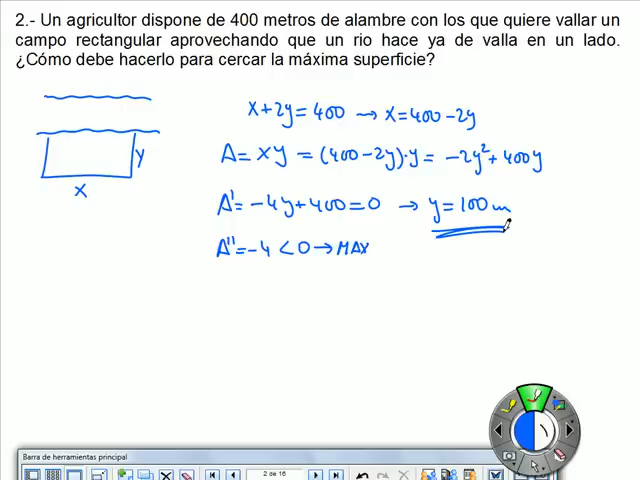 2.- Un agricultor dispone de 400 metros de alambre con los que quiere vallar un
campo rectangular aprovechando que un rio hace ya de valla en un lado.
¿Cómo debe hacerlo para cercar la máxima superficie?
x+2y=400 → x=400-2y
y
A=xy =(400-2y)·y= -2y²+400y
x
A'=-4y+400=0 → y=100m
A''=-4<0→MAX
Barra de herramientas principal
2 de 16